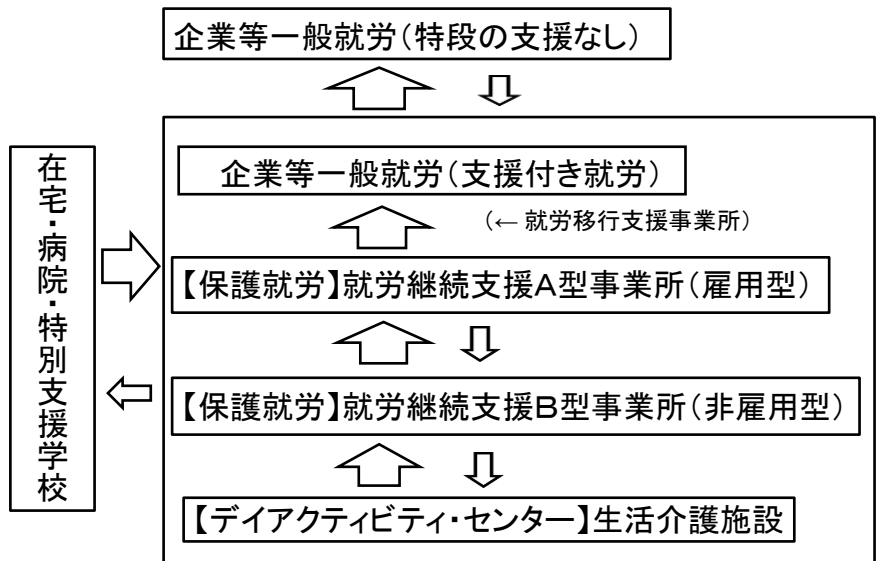 企業等一般就労(特段の支援なし)
在宅・病院・特別支援学校
企業等一般就労(支援付き就労)
(← 就労移行支援事業所)
【保護就労】就労継続支援A型事業所(雇用型)
【保護就労】就労継続支援B型事業所(非雇用型)
【デイアクティビティ・センター】生活介護施設